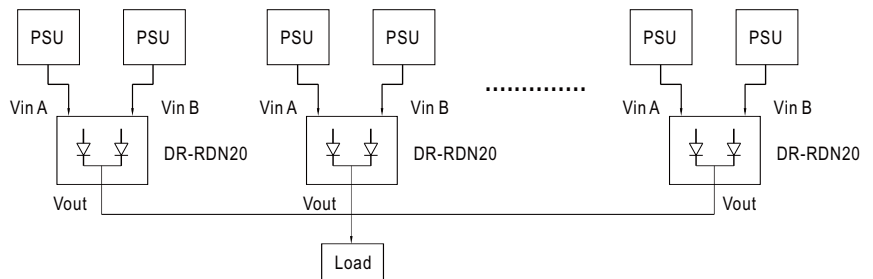 PSU PSU PSU PSU PSU PSU
Vin A Vin B Vin A Vin B Vin A Vin B
DR-RDN20 DR-RDN20 DR-RDN20
Vout Vout Vout
Load